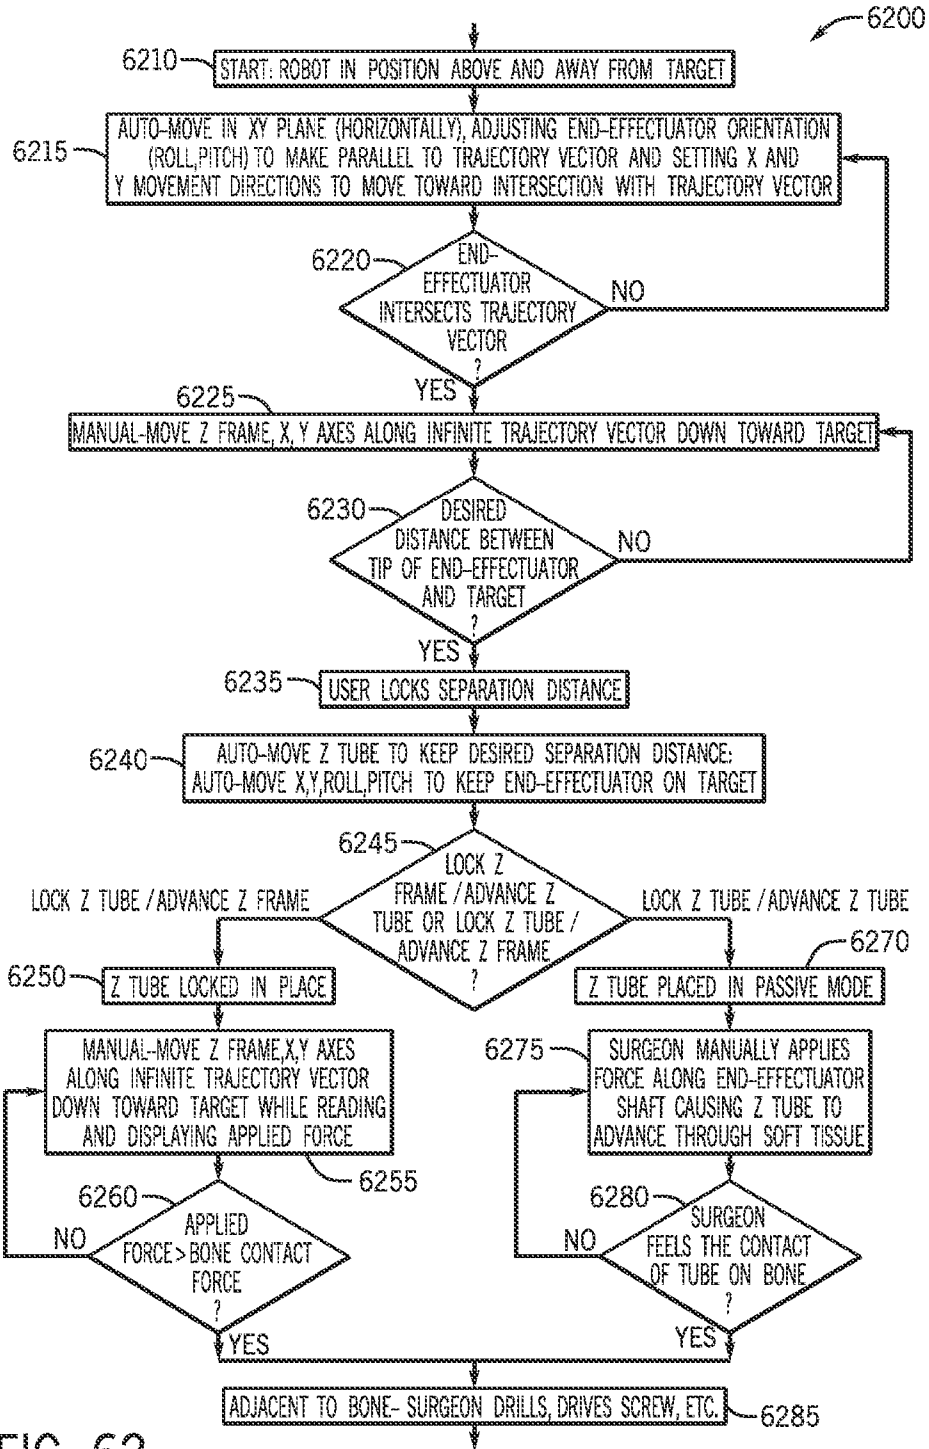 6200
6210
START: ROBOT IN POSITION ABOVE AND AWAY FROM TARGET
6215
AUTO-MOVE IN XY PLANE (HORIZONTALLY), ADJUSTING END-EFFECTUATOR ORIENTATION
(ROLL,PITCH) TO MAKE PARALLEL TO TRAJECTORY VECTOR AND SETTING X AND
Y MOVEMENT DIRECTIONS TO MOVE TOWARD INTERSECTION WITH TRAJECTORY VECTOR
6220
END-
EFFECTUATOR
INTERSECTS TRAJECTORY
VECTOR
?
NO
YES
6225
MANUAL-MOVE Z FRAME, X, Y AXES ALONG INFINITE TRAJECTORY VECTOR DOWN TOWARD TARGET
6230
DESIRED
DISTANCE BETWEEN
TIP OF END-EFFECTUATOR
AND TARGET
?
NO
YES
6235
USER LOCKS SEPARATION DISTANCE
6240
AUTO-MOVE Z TUBE TO KEEP DESIRED SEPARATION DISTANCE:
AUTO-MOVE X,Y,ROLL,PITCH TO KEEP END-EFFECTUATOR ON TARGET
6245
LOCK Z
FRAME/ADVANCE Z
TUBE OR LOCK Z TUBE/
ADVANCE Z FRAME
?
LOCK Z TUBE/ADVANCE Z FRAME
LOCK Z TUBE/ADVANCE Z TUBE
6250
Z TUBE LOCKED IN PLACE
6270
Z TUBE PLACED IN PASSIVE MODE
MANUAL-MOVE Z FRAME,X,Y AXES
ALONG INFINITE TRAJECTORY VECTOR
DOWN TOWARD TARGET WHILE READING
AND DISPLAYING APPLIED FORCE
6255
6275
SURGEON MANUALLY APPLIES
FORCE ALONG END-EFFECTUATOR
SHAFT CAUSING Z TUBE TO
ADVANCE THROUGH SOFT TISSUE
6260
APPLIED
FORCE>BONE CONTACT
FORCE
?
NO
YES
6280
SURGEON
FEELS THE CONTACT
OF TUBE ON BONE
?
NO
YES
ADJACENT TO BONE- SURGEON DRILLS, DRIVES SCREW, ETC.
6285
FIG. 62